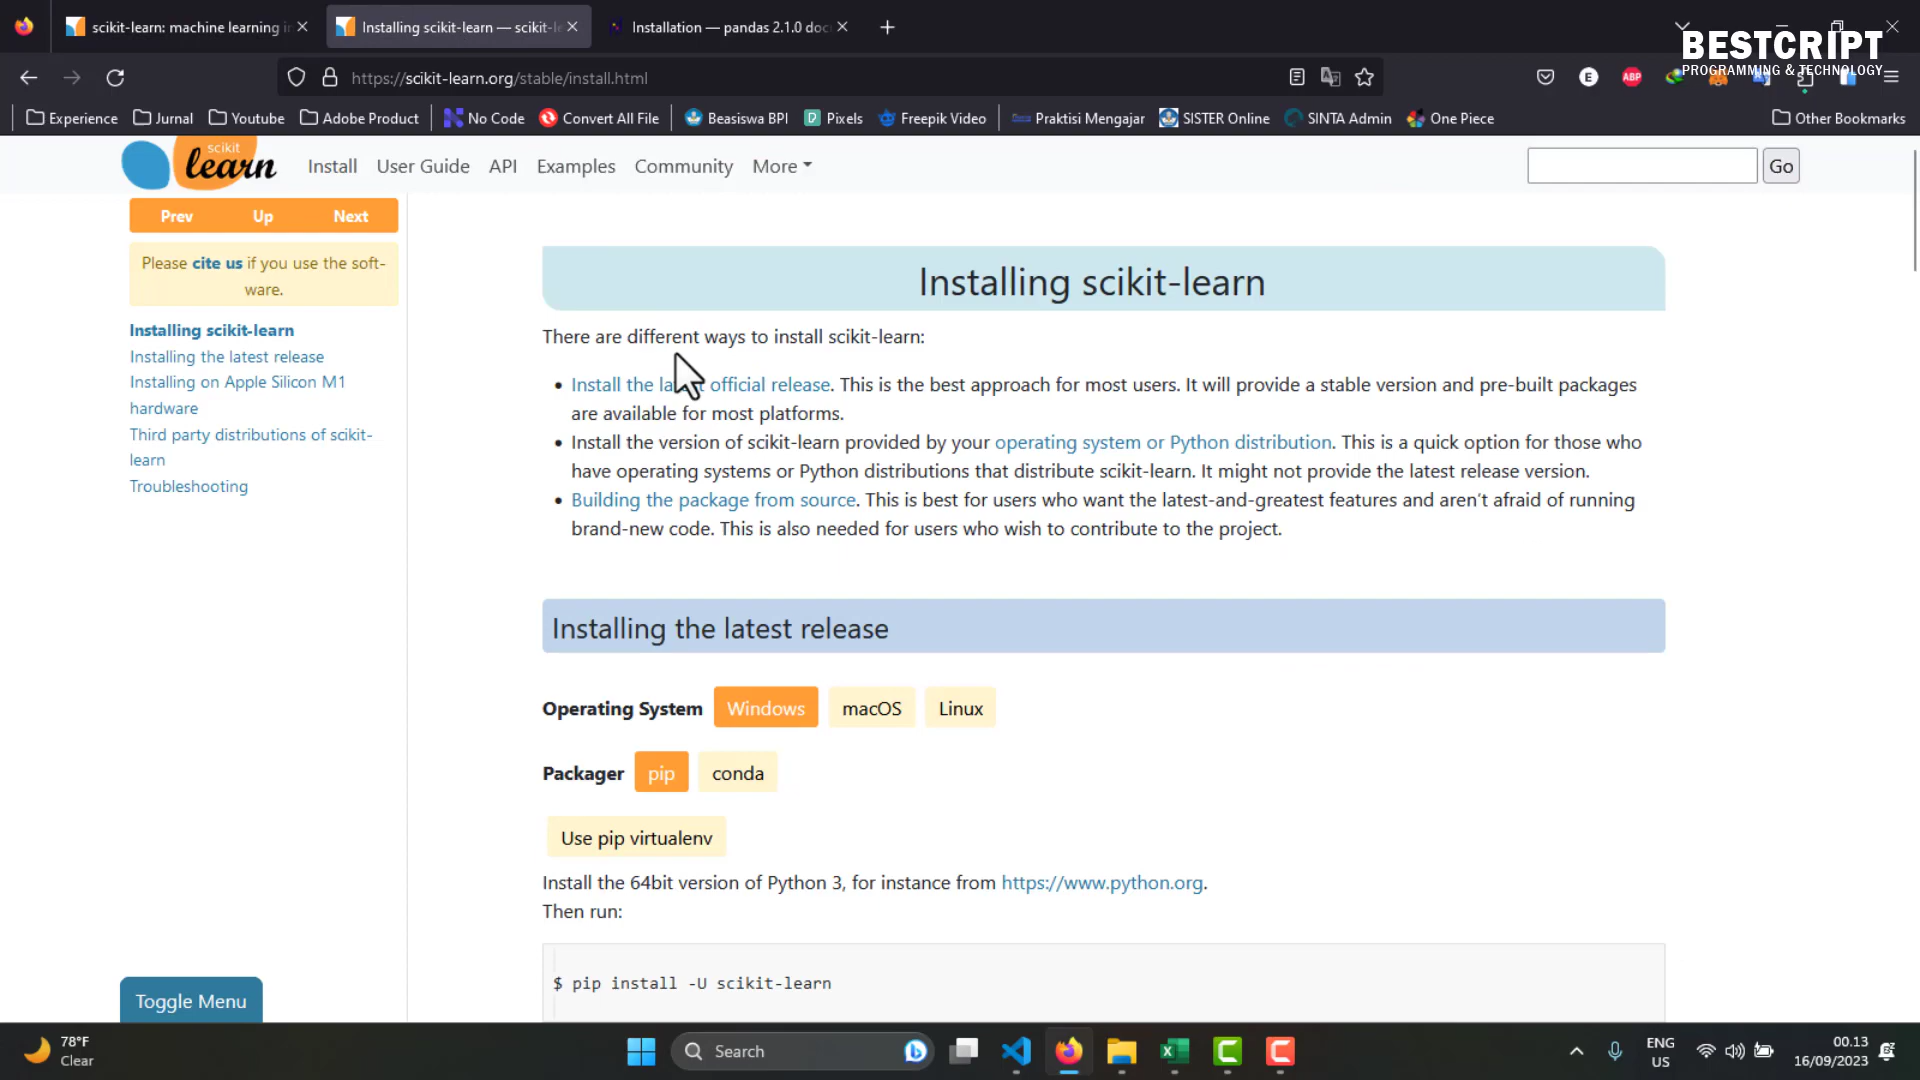 scikit-learn: machine learning i
Installing scikit-learn — scikit-le
Installation — pandas 2.1.0 doc
https://scikit-learn.org/stable/install.html
BESTCRIPT
PROGRAMMING & TECHNOLOGY
E
ABP
Experience
Jurnal
Youtube
Adobe Product
No Code
Convert All File
Beasiswa BPI
Pixels
Freepik Video
Praktisi Mengajar
SISTER Online
SINTA Admin
One Piece
Other Bookmarks
scikit
learn
Install
User Guide
API
Examples
Community
More
Go
Prev
Up
Next
Please cite us if you use the soft-
ware.
Installing scikit-learn
Installing the latest release
Installing on Apple Silicon M1
hardware
Third party distributions of scikit-
learn
Troubleshooting
Toggle Menu
Installing scikit-learn
There are different ways to install scikit-learn:
• Install the la t official release. This is the best approach for most users. It will provide a stable version and pre-built packages
are available for most platforms.
• Install the version of scikit-learn provided by your operating system or Python distribution. This is a quick option for those who
have operating systems or Python distributions that distribute scikit-learn. It might not provide the latest release version.
• Building the package from source. This is best for users who want the latest-and-greatest features and aren't afraid of running
brand-new code. This is also needed for users who wish to contribute to the project.
Installing the latest release
Operating System Windows macOS Linux
Packager pip conda
Use pip virtualenv
Install the 64bit version of Python 3, for instance from https://www.python.org.
Then run:
$ pip install -U scikit-learn
78°F
Clear
Search
ENG
US
00.13
16/09/2023